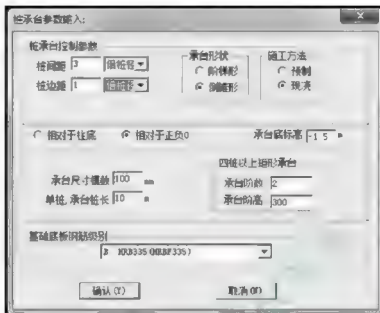 桩承台参数输入:
桩承台控制参数
桩间距 3 倍桩径
桩边距 1 倍桩径
承台形状
阶梯形
倒锥形
施工方法
预制
现浇
相对于柱底 相对于正负0 承台底标高 -1.5 m
承台尺寸模数 100 mm
单桩,承台桩长 10 m
四桩以上矩形承台
承台阶数 2
承台阶高 300
基础底板钢筋级别
HRB335(HRBF335)
确认(Y) 取消(N)